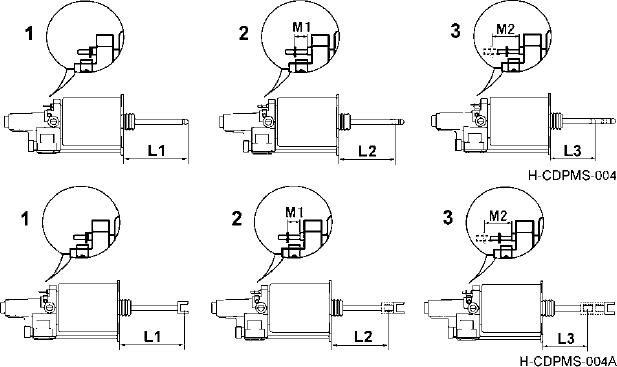 1 2 3
M1 M2
L1 L2 L3
H-CDPMS-004
1 2 3
M1 M2
L1 L2 L3
H-CDPMS-004A